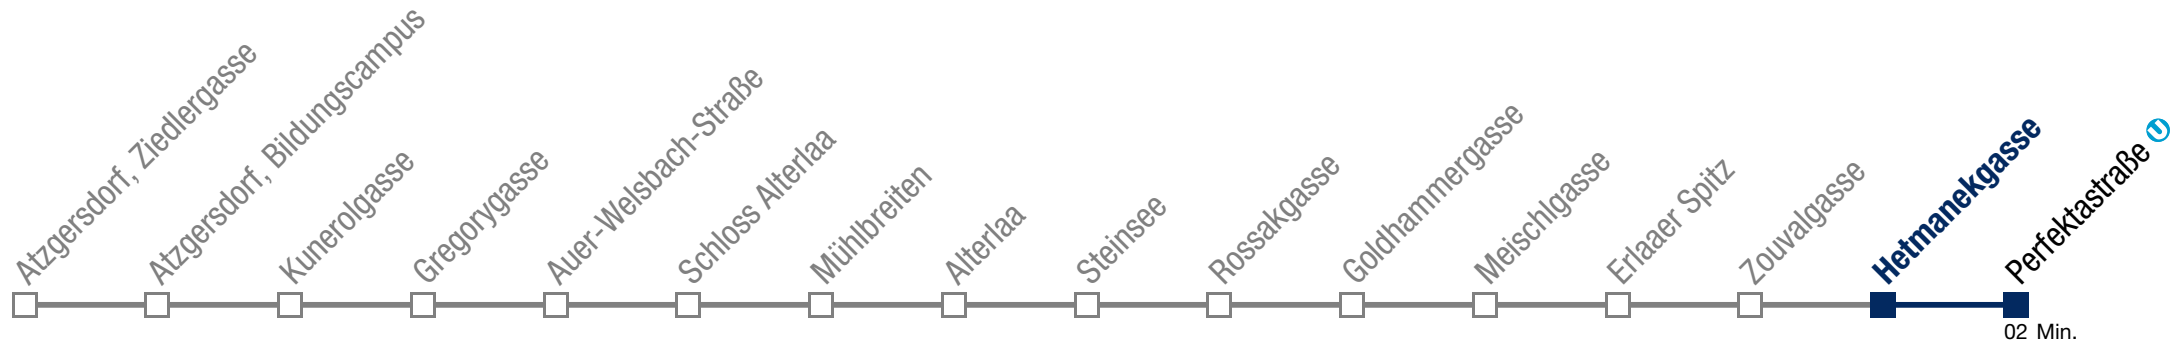 Atzgersdorf, Ziedlergasse
Atzgersdorf, Bildungscampus
Kunerolgasse
Gregorygasse
Auer-Welsbach-Straße
Schloss Alterlaa
Mühlbreiten
Alterlaa
Steinsee
Rossakgasse
Goldhammergasse
Meischlgasse
Erlaaer Spitz
Zouvalgasse
Hetmanekgasse
Perfektastraße U
02 Min.